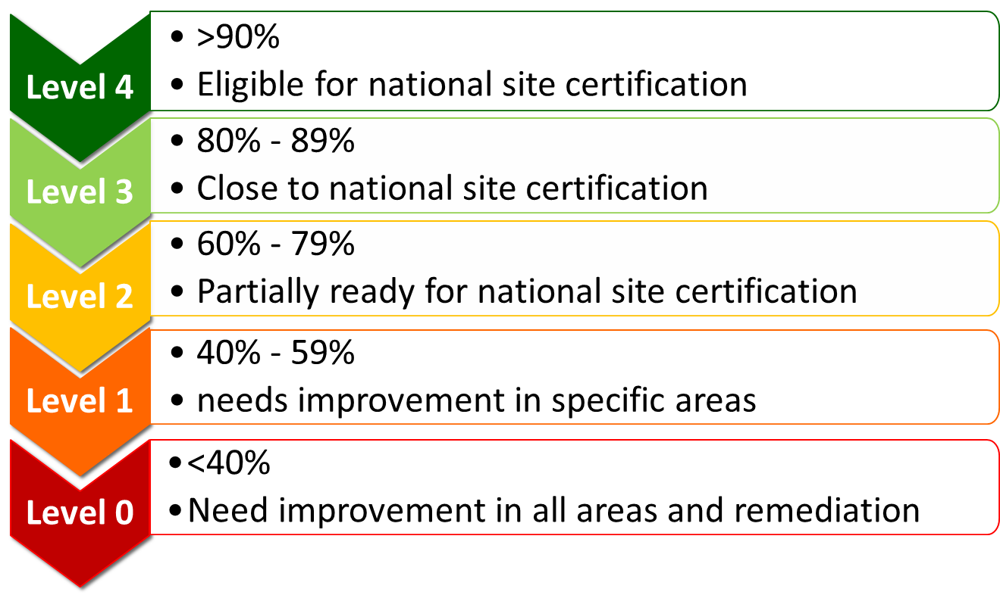 Level 4
• >90%
• Eligible for national site certification
Level 3
• 80% - 89%
• Close to national site certification
Level 2
• 60% - 79%
• Partially ready for national site certification
Level 1
• 40% - 59%
• needs improvement in specific areas
Level 0
•<40%
•Need improvement in all areas and remediation